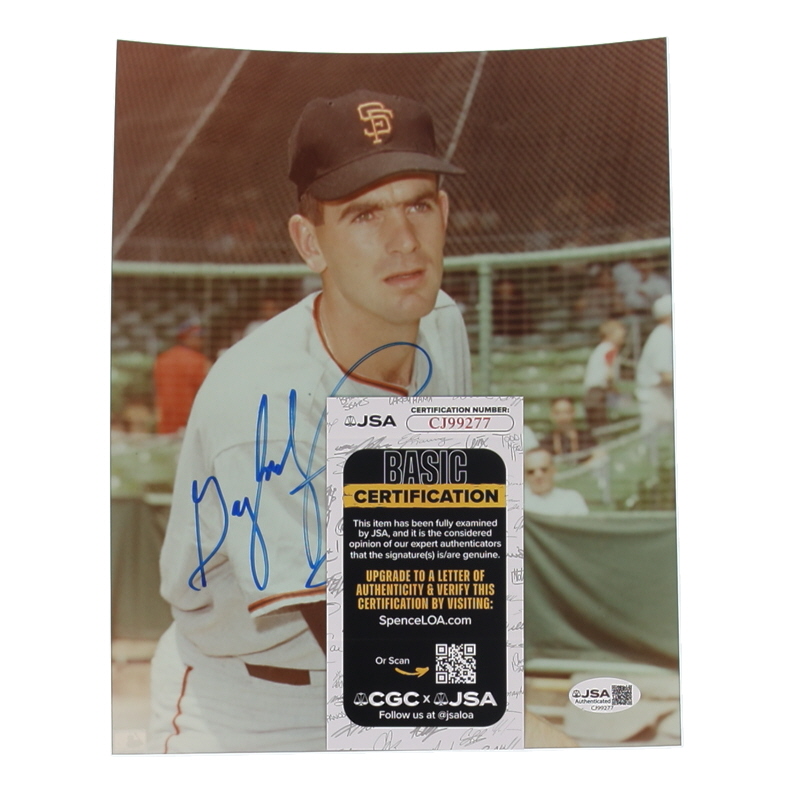 SF
Gaylord
JSA
CERTIFICATION NUMBER:
CJ99277
BASIC
CERTIFICATION
This item has been fully examined
by JSA, and it is the considered
opinion of our expert authenticators
that the signature(s) is/are genuine.
UPGRADE TO A LETTER OF
AUTHENTICITY & VERIFY THIS
CERTIFICATION BY VISITING:
SpenceLOA.com
Or Scan
CGC x JSA
Follow us at @jsaloa
JSA
Authenticated
CJ99277